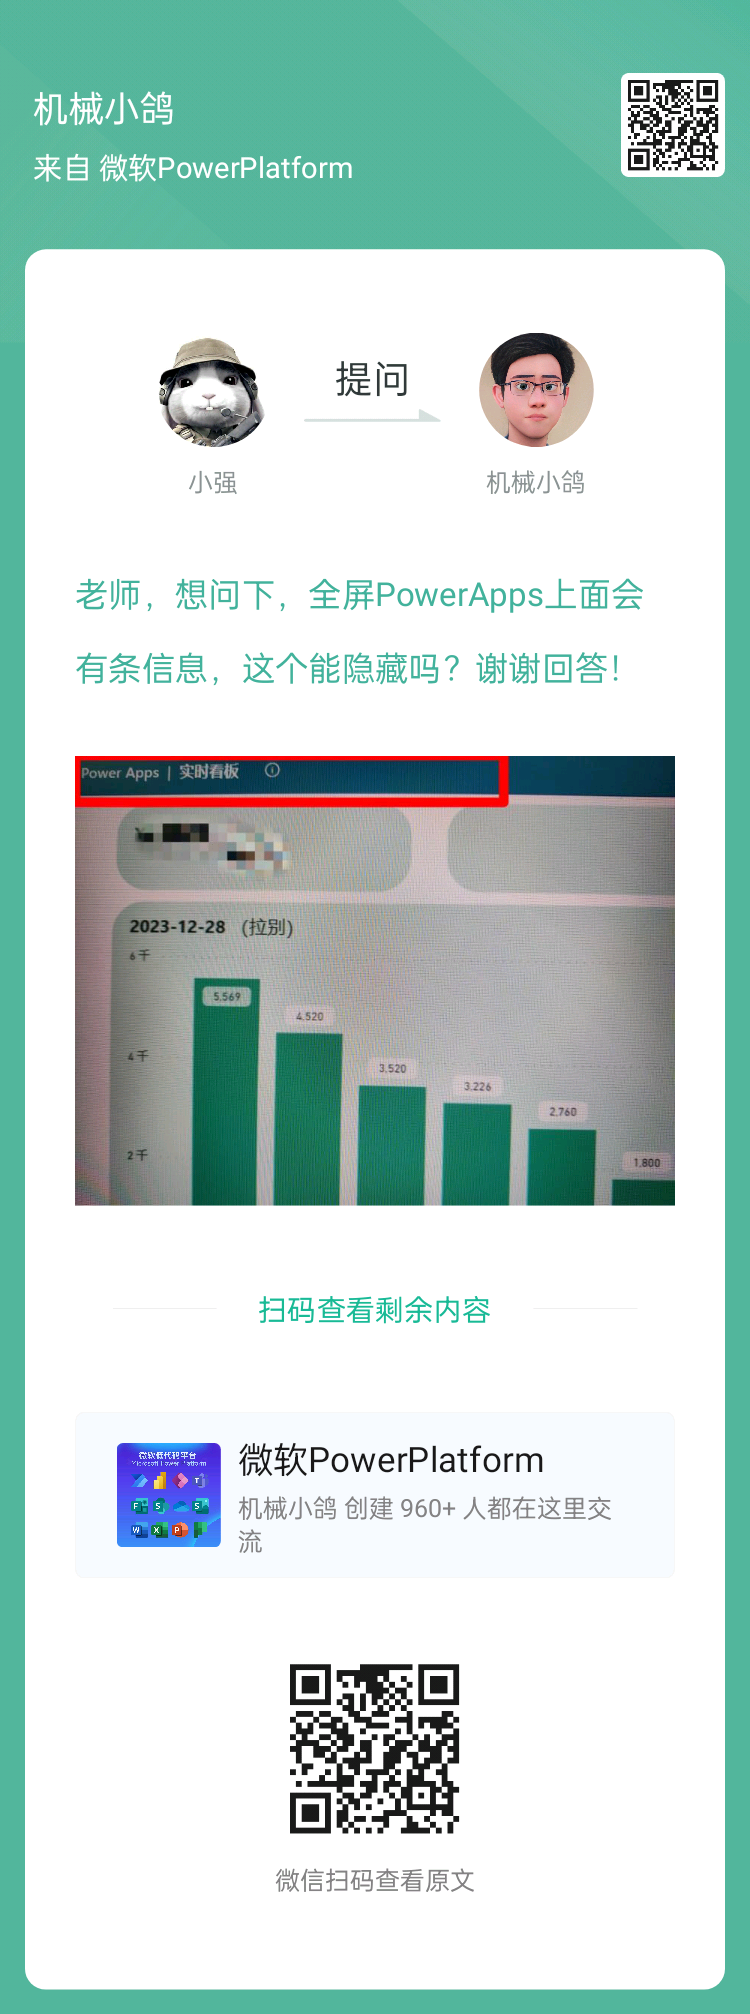 机械小鸽
来自 微软PowerPlatform
提问
小强
机械小鸽
老师，想问下，全屏PowerApps上面会
有条信息，这个能隐藏吗？谢谢回答！
Power Apps | 实时看板
2023-12-28 (拉别)
6千
5,569
4,520
4千
3,520
3,226
2,760
2千
1,800
扫码查看剩余内容
微软低代码平台
Microsoft Power Platform
微软PowerPlatform
机械小鸽 创建 960+ 人都在这里交
流
微信扫码查看原文